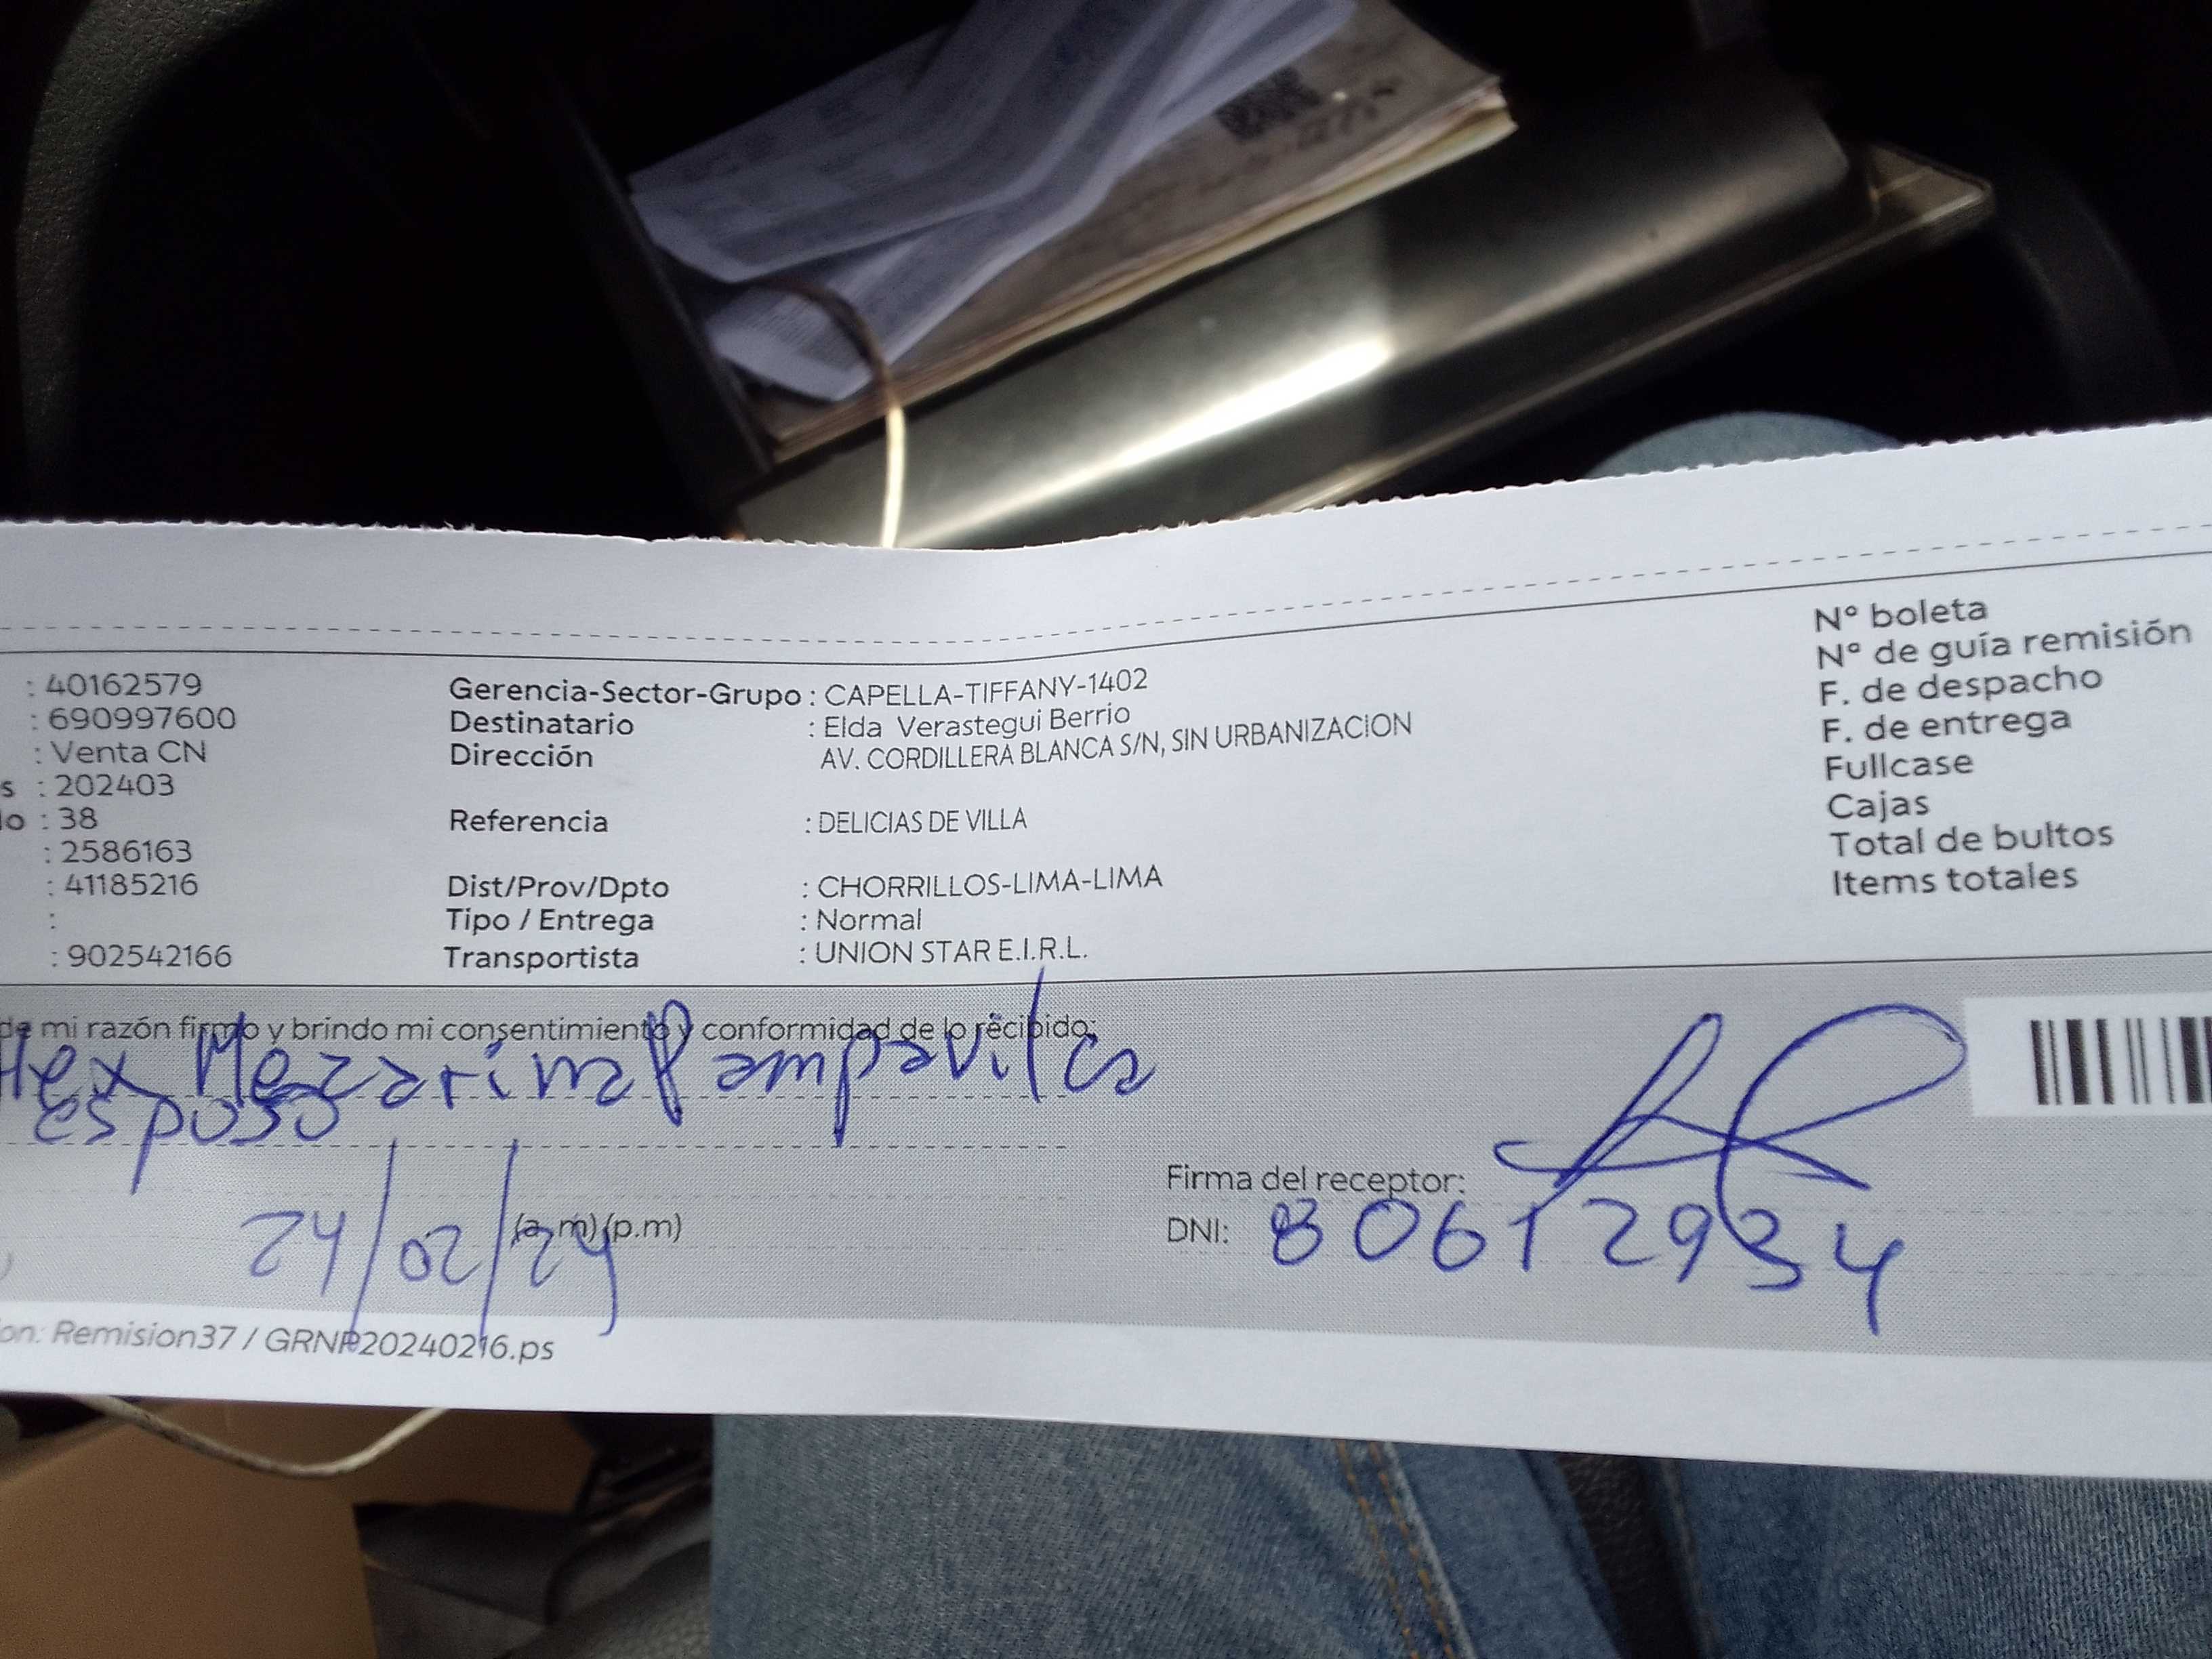 : 40162579
: 690997600
: Venta CN
s : 202403
do : 38
: 2586163
: 41185216
:
: 902542166
Gerencia-Sector-Grupo : CAPELLA-TIFFANY-1402
Destinatario : Elda Verastegui Berrio
Dirección AV. CORDILLERA BLANCA S/N, SIN URBANIZACION
Referencia : DELICIAS DE VILLA
Dist/Prov/Dpto : CHORRILLOS-LIMA-LIMA
Tipo / Entrega : Normal
Transportista : UNION STAR E.I.R.L.
N° boleta
N° de guía remisión
F. de despacho
F. de entrega
Fullcase
Cajas
Total de bultos
Items totales
de mi razón firmo y brindo mi consentimiento y conformidad de lo recibido:
Alex Mezarina Pampavilca
esposo
Firma del receptor:
24/02/24 (a.m) (p.m)
DNI: 80612934
on: Remision37 / GRNP20240216.ps